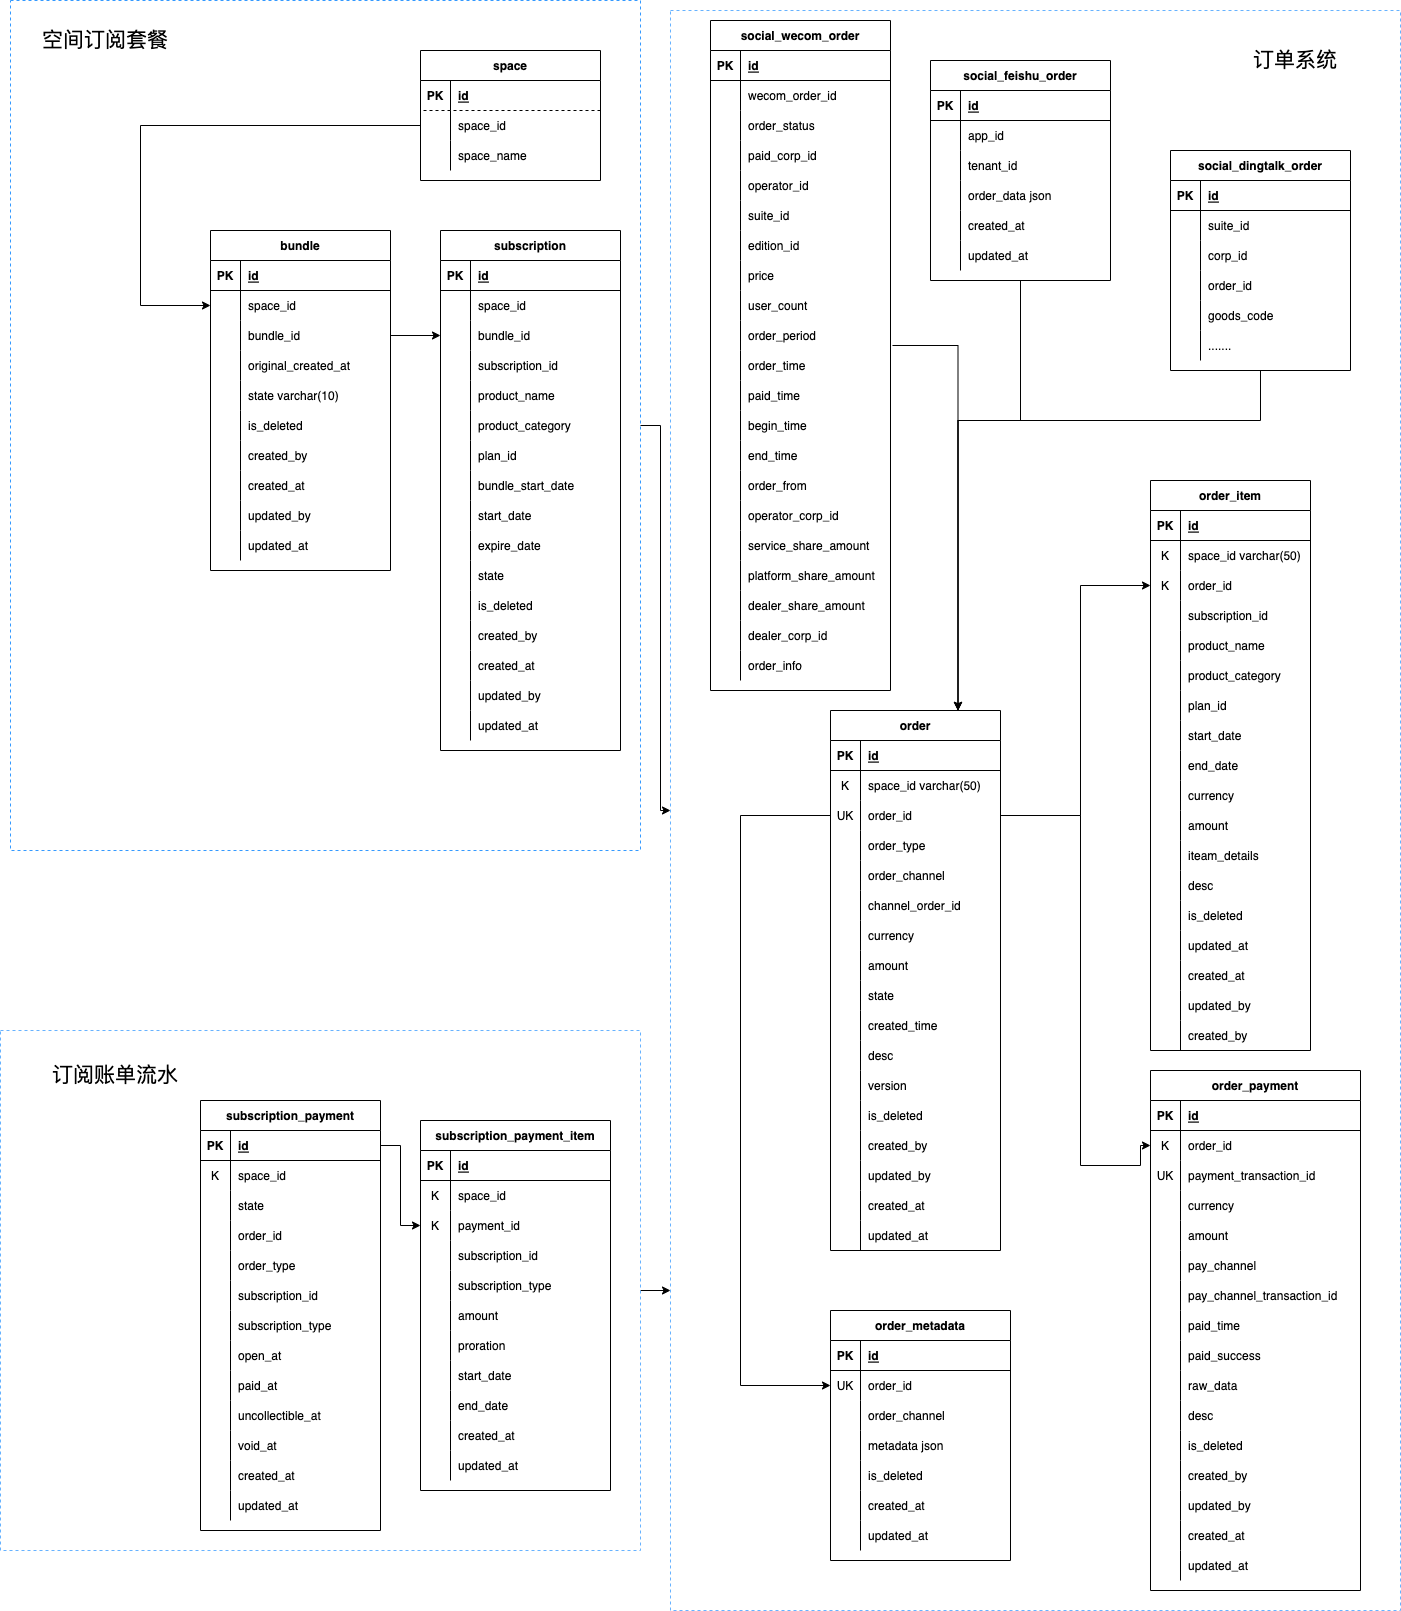 空间订阅套餐
space
PK id
space_id
space_name
bundle
PK id
space_id
bundle_id
original_created_at
state varchar(10)
is_deleted
created_by
created_at
updated_by
updated_at
subscription
PK id
space_id
bundle_id
subscription_id
product_name
product_category
plan_id
bundle_start_date
start_date
expire_date
state
is_deleted
created_by
created_at
updated_by
updated_at
订阅账单流水
subscription_payment
PK id
K space_id
state
order_id
order_type
subscription_id
subscription_type
open_at
paid_at
uncollectible_at
void_at
created_at
updated_at
subscription_payment_item
PK id
K space_id
K payment_id
subscription_id
subscription_type
amount
proration
start_date
end_date
created_at
updated_at
订单系统
social_wecom_order
PK id
wecom_order_id
order_status
paid_corp_id
operator_id
suite_id
edition_id
price
user_count
order_period
order_time
paid_time
begin_time
end_time
order_from
operator_corp_id
service_share_amount
platform_share_amount
dealer_share_amount
dealer_corp_id
order_info
social_feishu_order
PK id
app_id
tenant_id
order_data json
created_at
updated_at
social_dingtalk_order
PK id
suite_id
corp_id
order_id
goods_code
.......
order
PK id
K space_id varchar(50)
UK order_id
order_type
order_channel
channel_order_id
currency
amount
state
created_time
desc
version
is_deleted
created_by
updated_by
created_at
updated_at
order_metadata
PK id
UK order_id
order_channel
metadata json
is_deleted
created_at
updated_at
order_item
PK id
K space_id varchar(50)
K order_id
subscription_id
product_name
product_category
plan_id
start_date
end_date
currency
amount
iteam_details
desc
is_deleted
updated_at
created_at
updated_by
created_by
order_payment
PK id
K order_id
UK payment_transaction_id
currency
amount
pay_channel
pay_channel_transaction_id
paid_time
paid_success
raw_data
desc
is_deleted
created_by
updated_by
created_at
updated_at